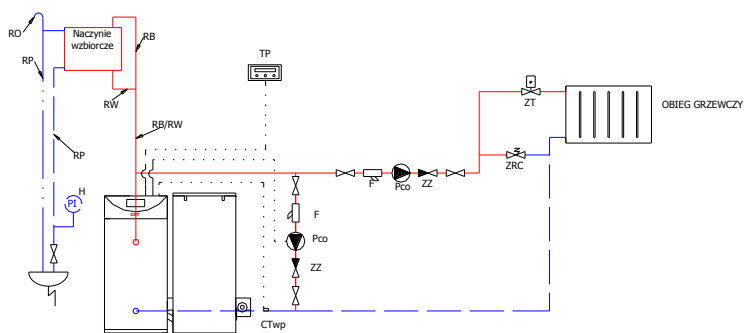 RO
Naczynie
wzbiorcze
RB
RP
TP
RW
ZT
OBIEG GRZEWCZY
RB/RW
RP
ZRC
F
Pco
ZZ
H
PI
F
Pco
ZZ
CTwp